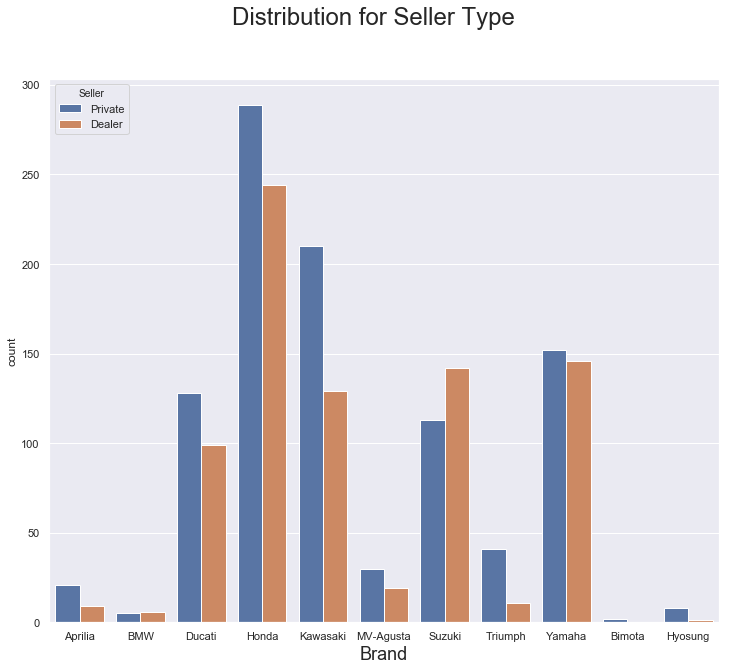 Distribution for Seller Type
Seller
Private
Dealer
300
250
200
150
100
50
0
count
Aprilia BMW Ducati Honda Kawasaki MV-Agusta Suzuki Triumph Yamaha Bimota Hyosung
Brand